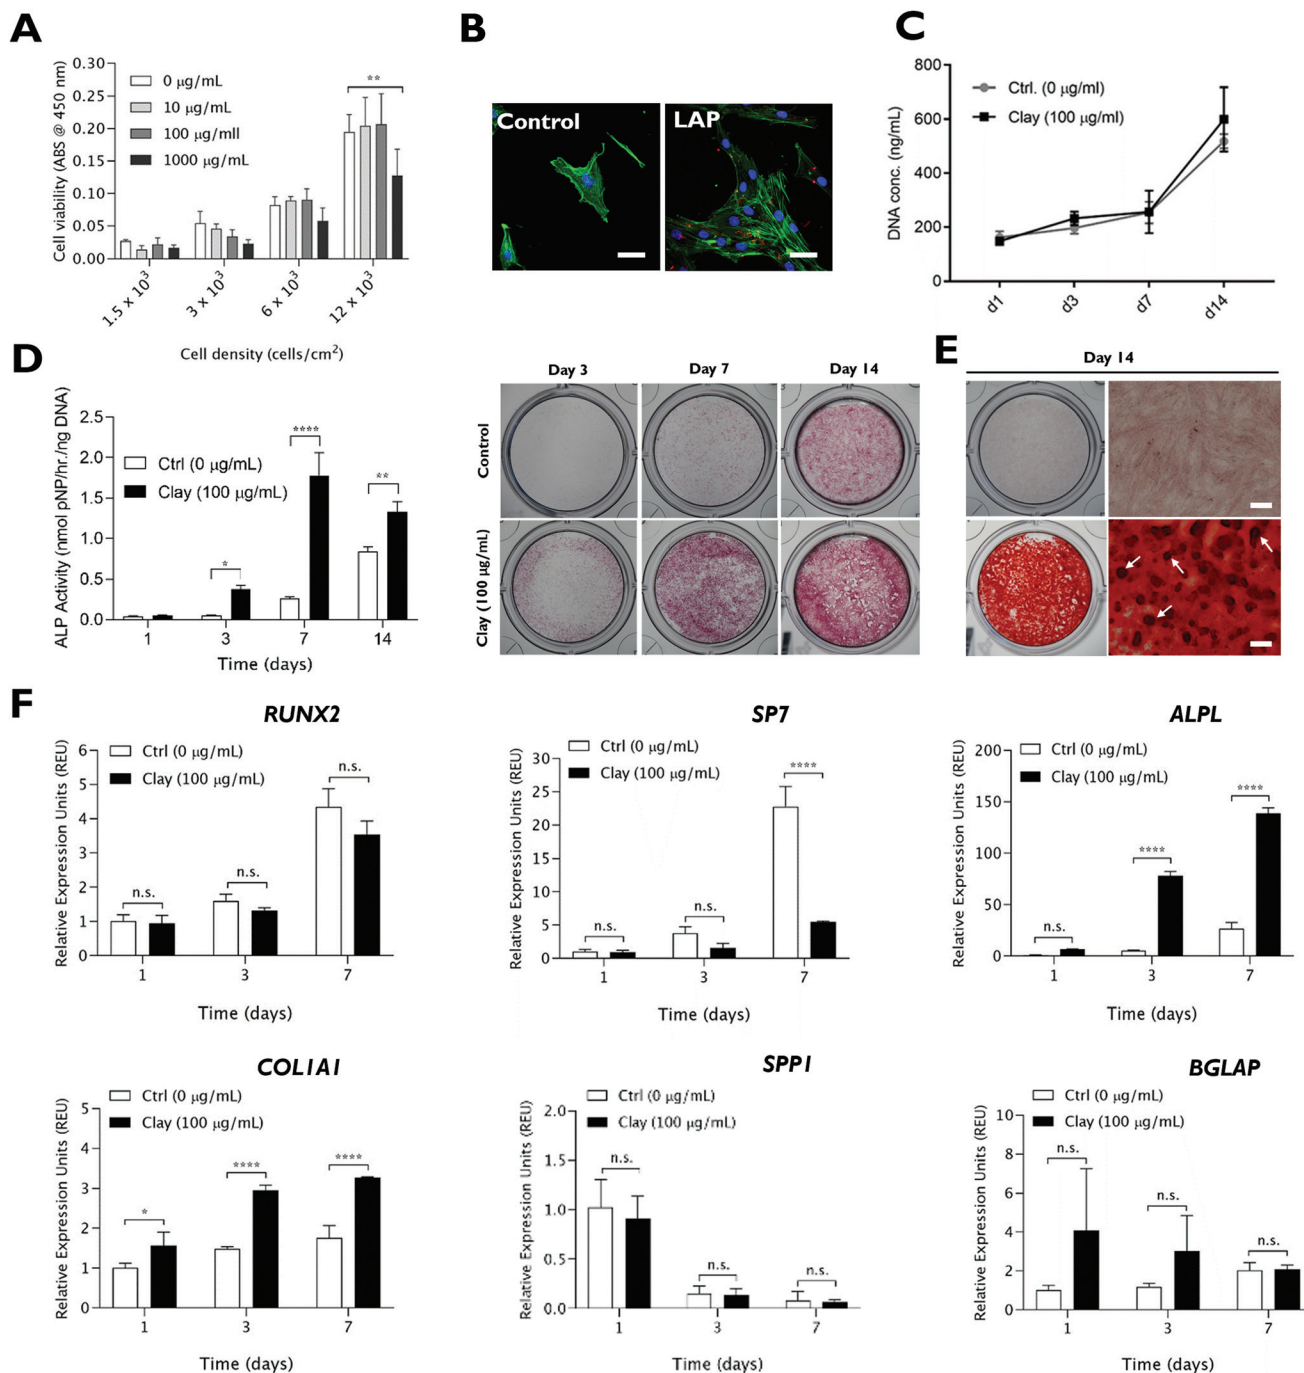 A
Cell viability (ABS @ 450 nm)
0.30
0.25
0.20
0.15
0.10
0.05
0.00
0 μg/mL
10 μg/mL
100 μg/mll
1000 μg/mL
**
1.5 x 10³
3 x 10³
6 x 10³
12 x 10³
Cell density (cells/cm²)
B
Control
LAP
C
DNA conc. (ng/mL)
800
600
400
200
0
Ctrl. (0 μg/ml)
Clay (100 μg/ml)
d1
d3
d7
d14
D
ALP Activity (nmol pNP/hr./ng DNA)
2.5
2.0
1.5
1.0
0.5
0.0
Ctrl (0 μg/mL)
Clay (100 μg/mL)
*
****
**
1
3
7
14
Time (days)
Day 3
Day 7
Day 14
Control
Clay (100 μg/mL)
E
Day 14
F
RUNX2
Relative Expression Units (REU)
6
5
4
3
2
1
0
Ctrl (0 μg/mL)
Clay (100 μg/mL)
n.s.
n.s.
n.s.
1
3
7
Time (days)
SP7
Relative Expression Units (REU)
30
25
20
15
10
5
0
Ctrl (0 μg/mL)
Clay (100 μg/mL)
n.s.
n.s.
****
1
3
7
Time (days)
ALPL
Relative Expression Units (REU)
200
150
100
50
0
Ctrl (0 μg/mL)
Clay (100 μg/mL)
n.s.
****
****
1
3
7
Time (days)
COL1A1
Relative Expression Units (REU)
5
4
3
2
1
0
Ctrl (0 μg/mL)
Clay (100 μg/mL)
*
****
****
1
3
7
Time (days)
SPP1
Relative Expression Units (REU)
2.0
1.5
1.0
0.5
0.0
Ctrl (0 μg/mL)
Clay (100 μg/mL)
n.s.
n.s.
n.s.
1
3
7
Time (days)
BGLAP
Relative Expression Units (REU)
10
8
6
4
2
0
Ctrl (0 μg/mL)
Clay (100 μg/mL)
n.s.
n.s.
n.s.
1
3
7
Time (days)